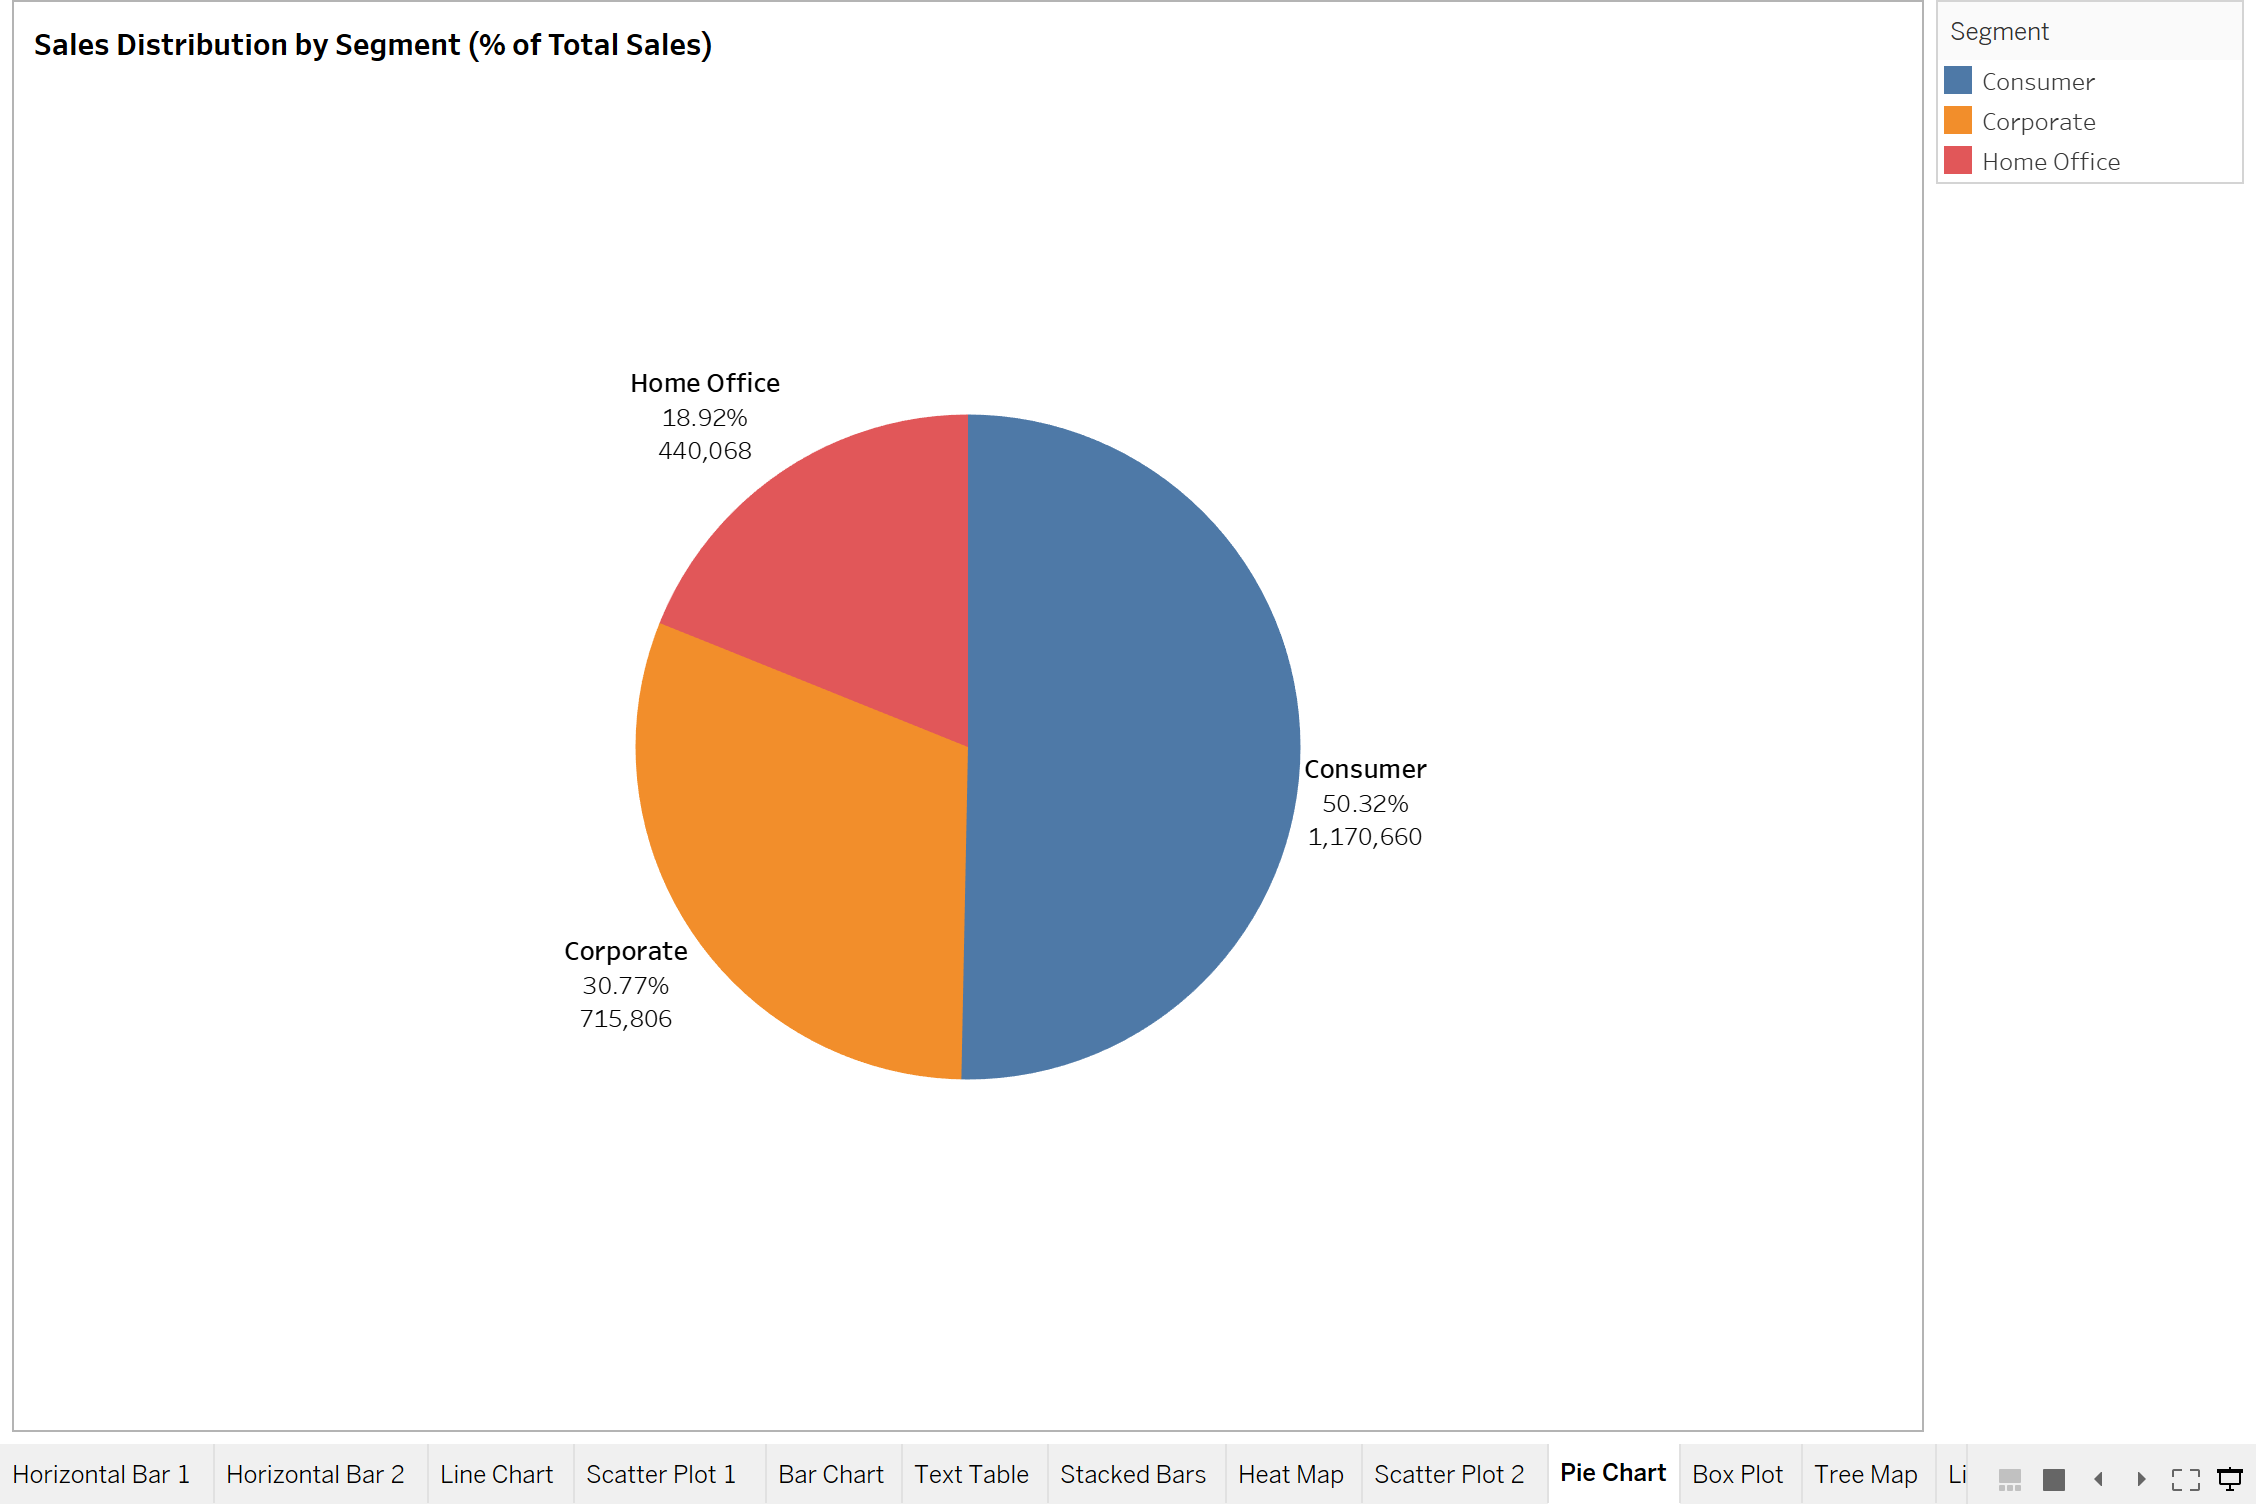 Sales Distribution by Segment (% of Total Sales)
Segment
Consumer
Corporate
Home Office
Home Office
18.92%
440,068
Consumer
50.32%
1,170,660
Corporate
30.77%
715,806
Horizontal Bar 1 Horizontal Bar 2 Line Chart Scatter Plot 1 Bar Chart Text Table Stacked Bars Heat Map Scatter Plot 2 Pie Chart Box Plot Tree Map Li